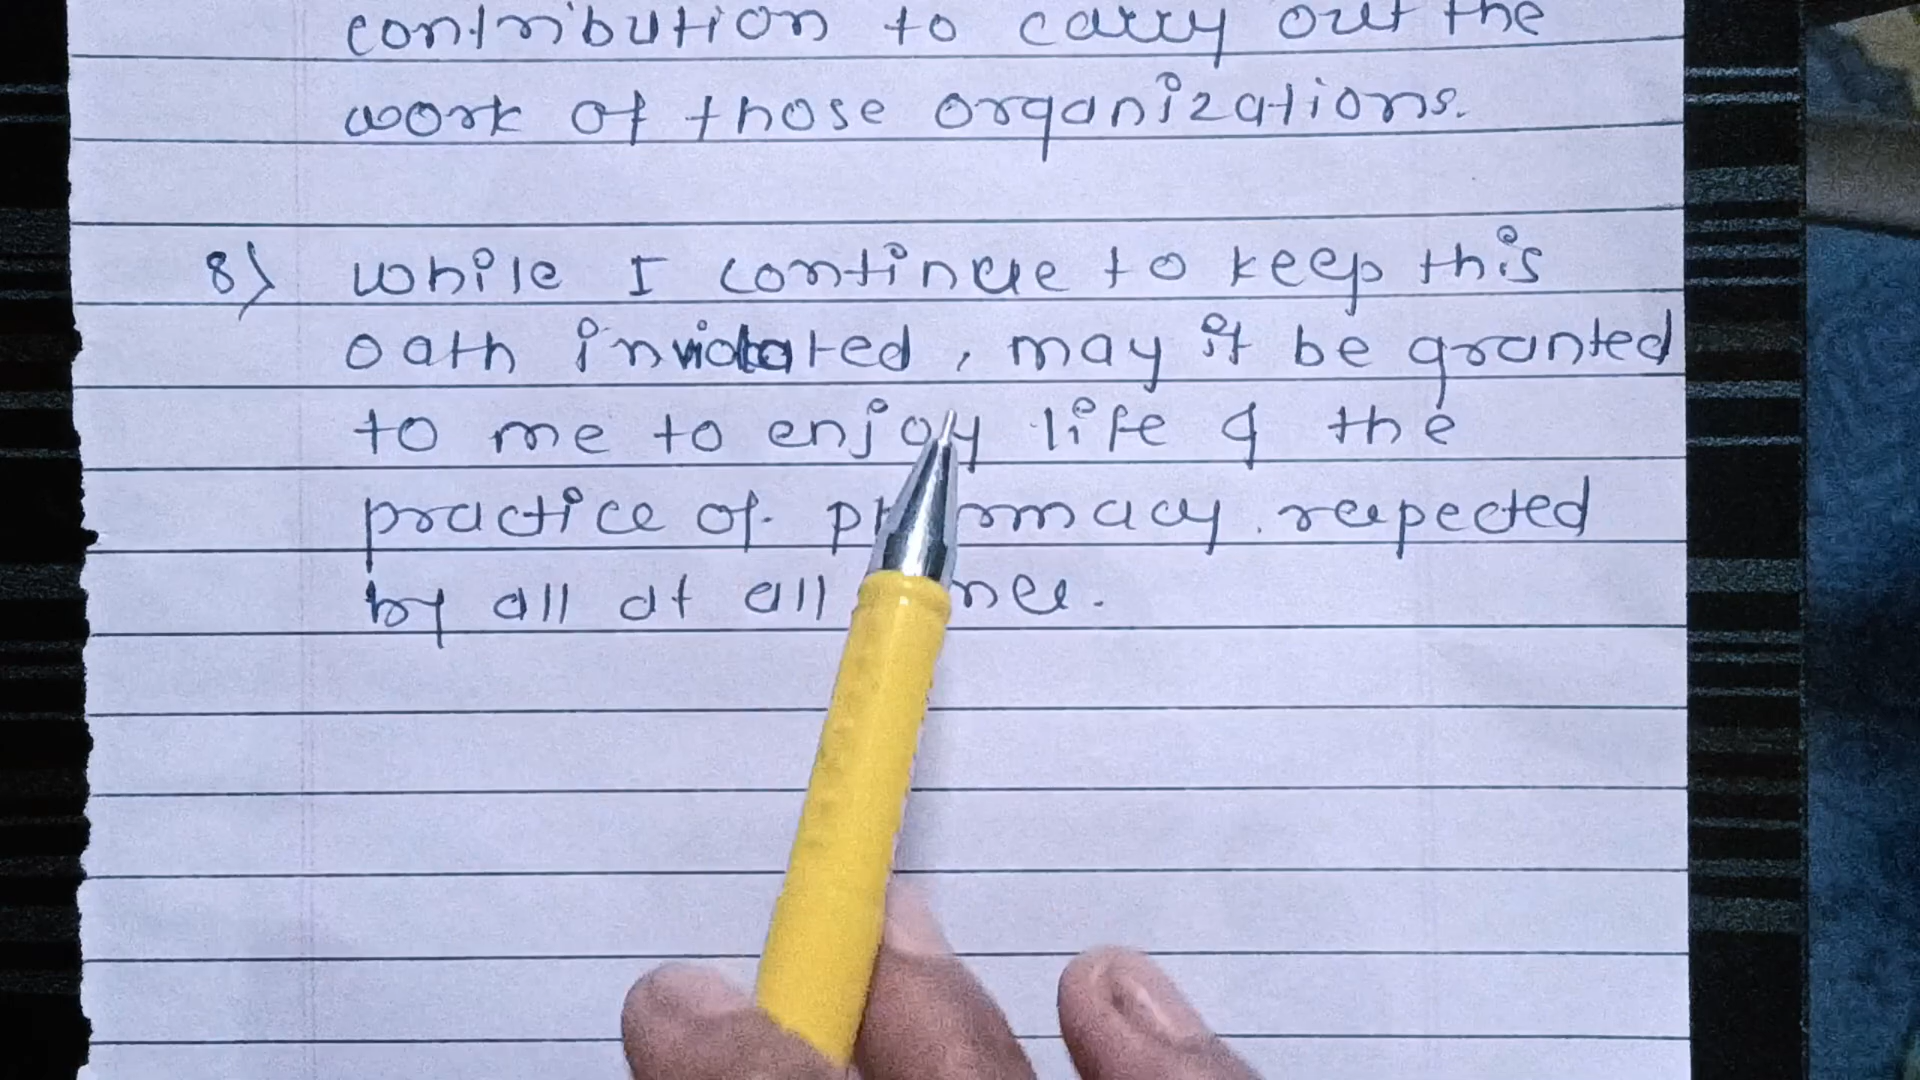 contribution to carry out the
work of those organizations.
8) while I continue to keep this
oath inviolated, may it be granted
to me to enjoy life & the
practice of pharmacy respected
by all at all